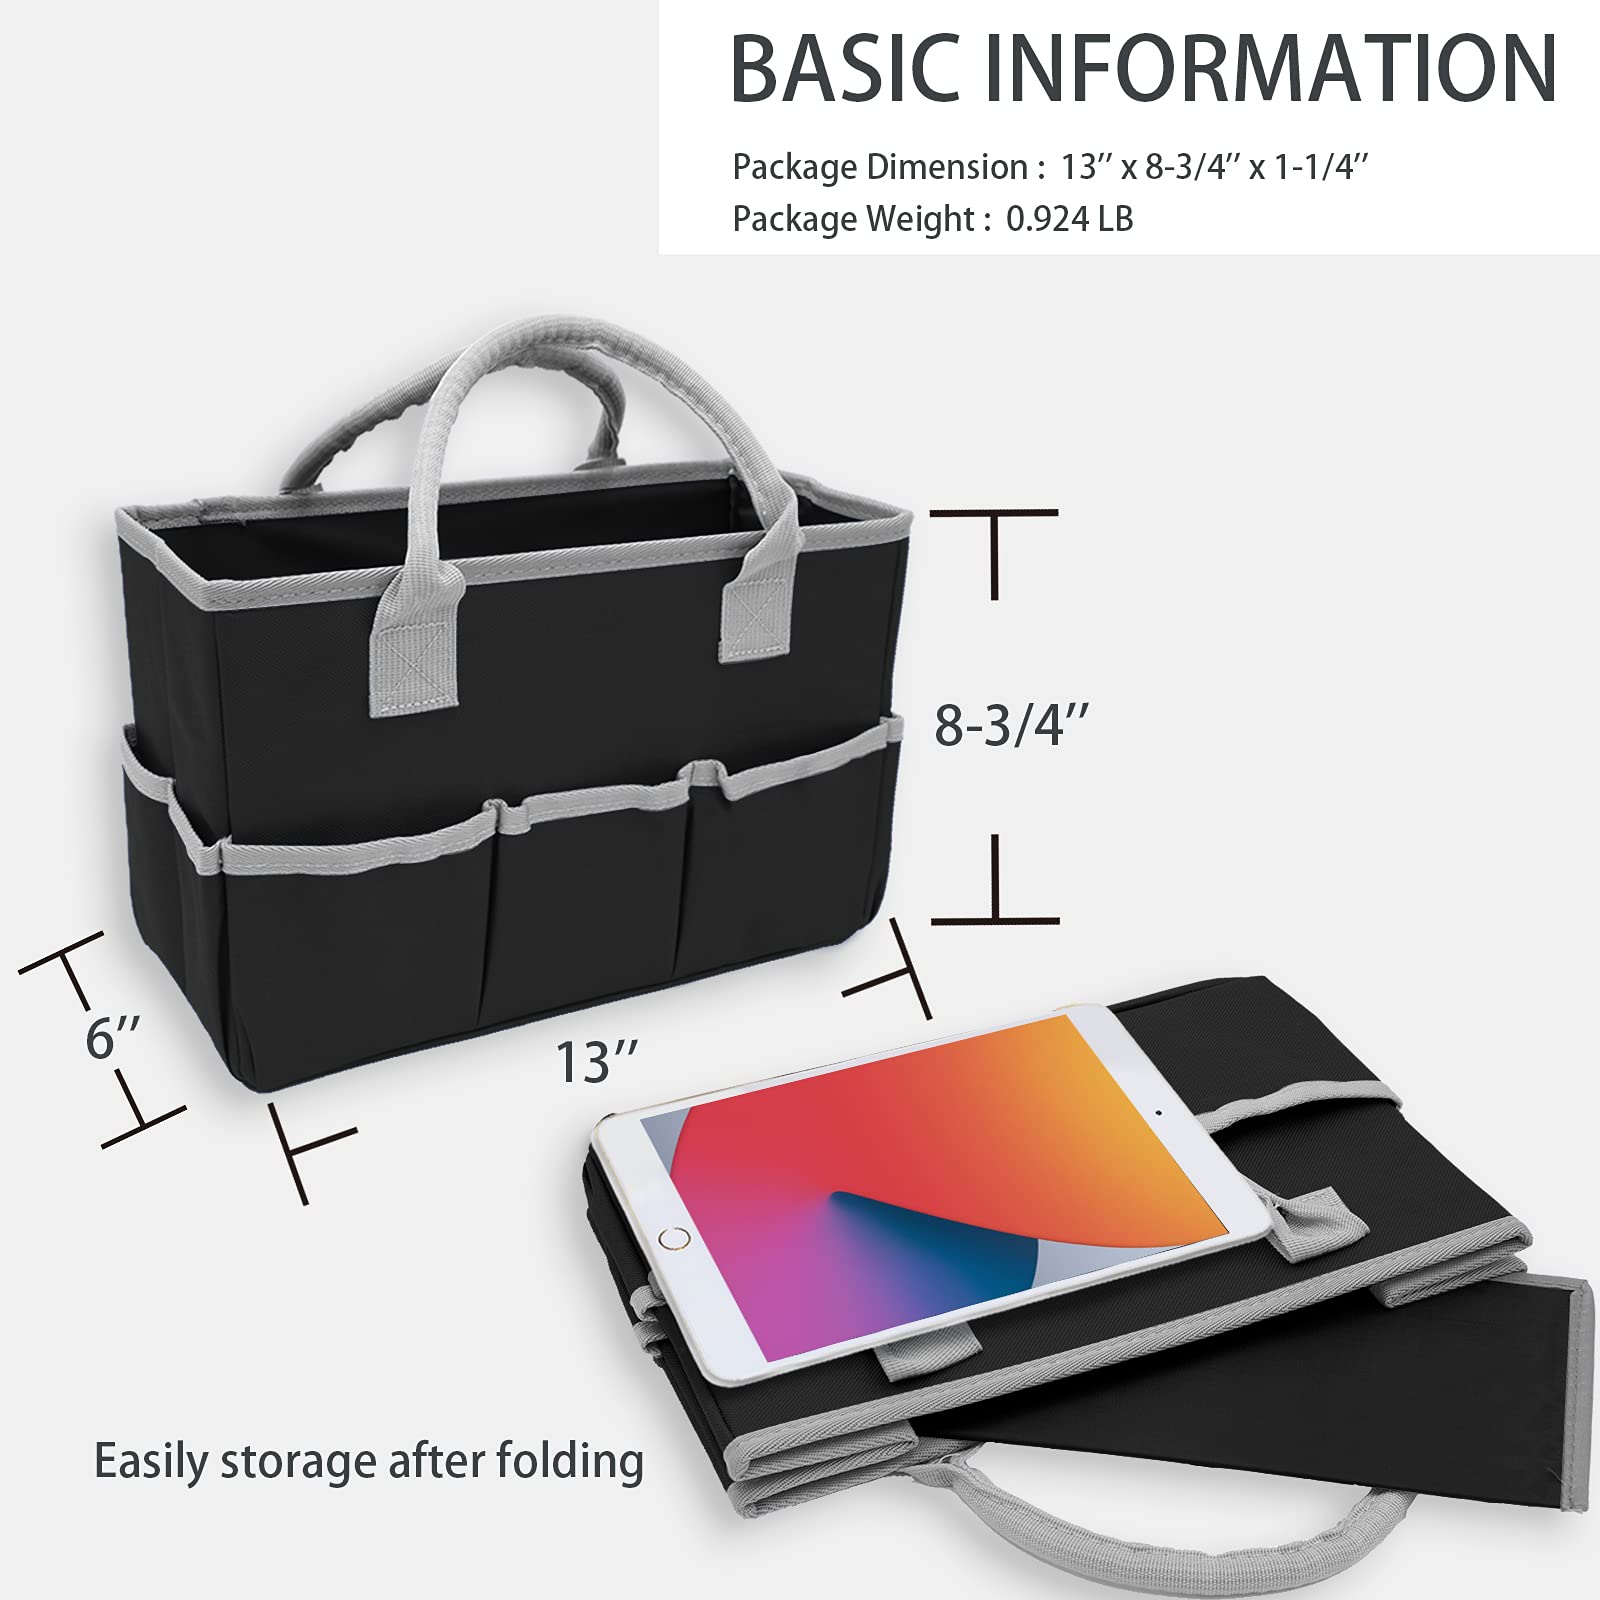 BASIC INFORMATION
Package Dimension :  13’’ x 8-3/4’’ x 1-1/4’’
Package Weight :  0.924 LB
8-3/4’’
6’’
13’’
Easily storage after folding